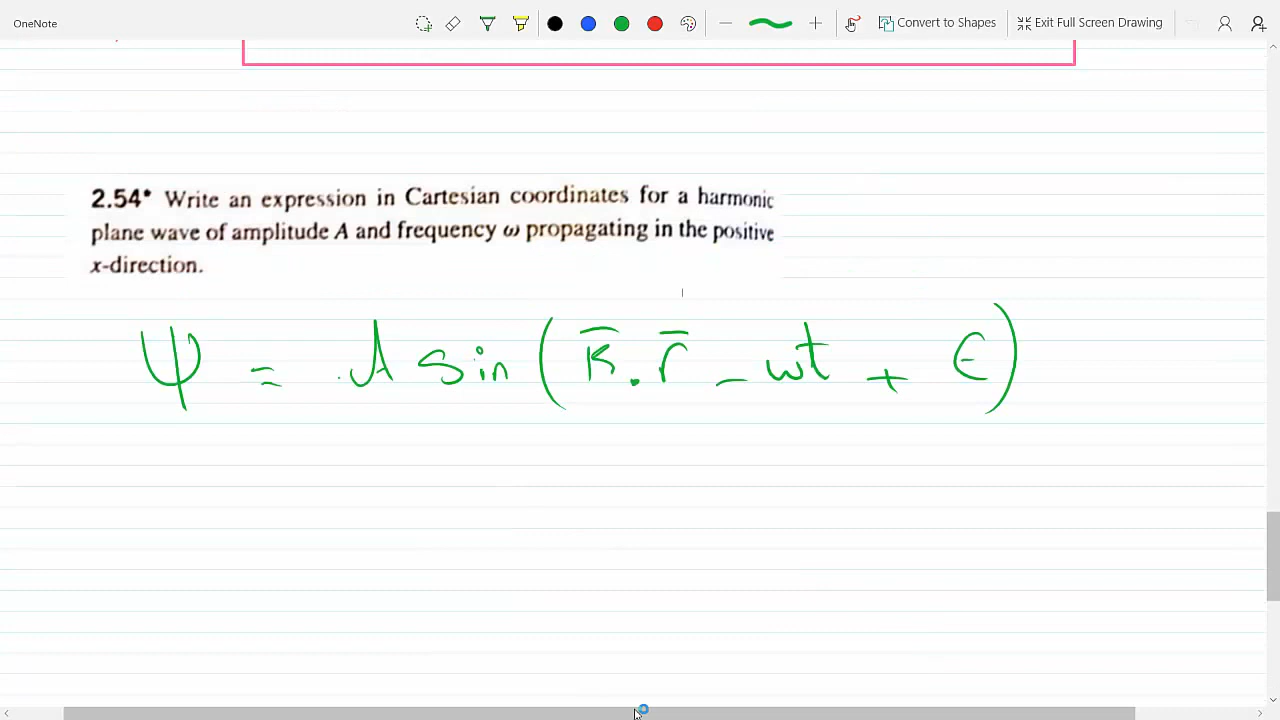 OneNote
Convert to Shapes
Exit Full Screen Drawing
2.54* Write an expression in Cartesian coordinates for a harmonic
plane wave of amplitude A and frequency ω propagating in the positive
x-direction.
ψ = A sin(k̄.r̄ - ωt + ϵ)